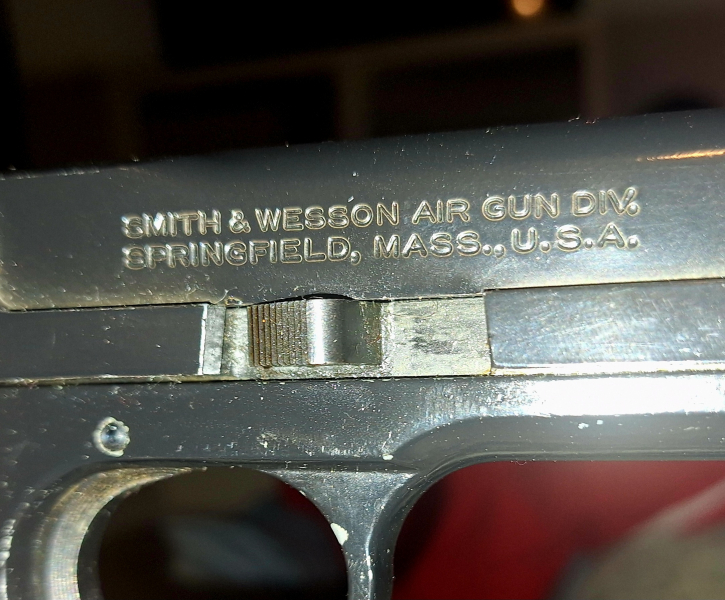 SMITH & WESSON AIR GUN DIV.
SPRINGFIELD, MASS., U.S.A.